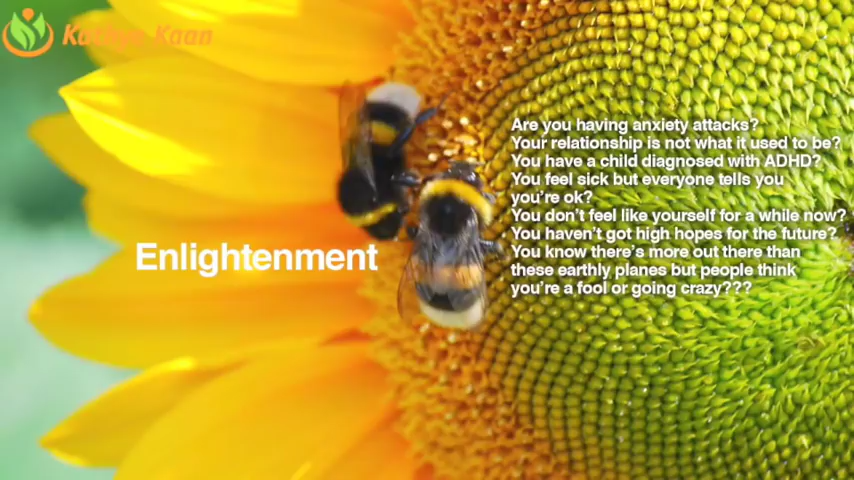 Kathye Kaan
Enlightenment
Are you having anxiety attacks?
Your relationship is not what it used to be?
You have a child diagnosed with ADHD?
You feel sick but everyone tells you
you're ok?
You don't feel like yourself for a while now?
You haven't got high hopes for the future?
You know there's more out there than
these earthly planes but people think
you're a fool or going crazy???